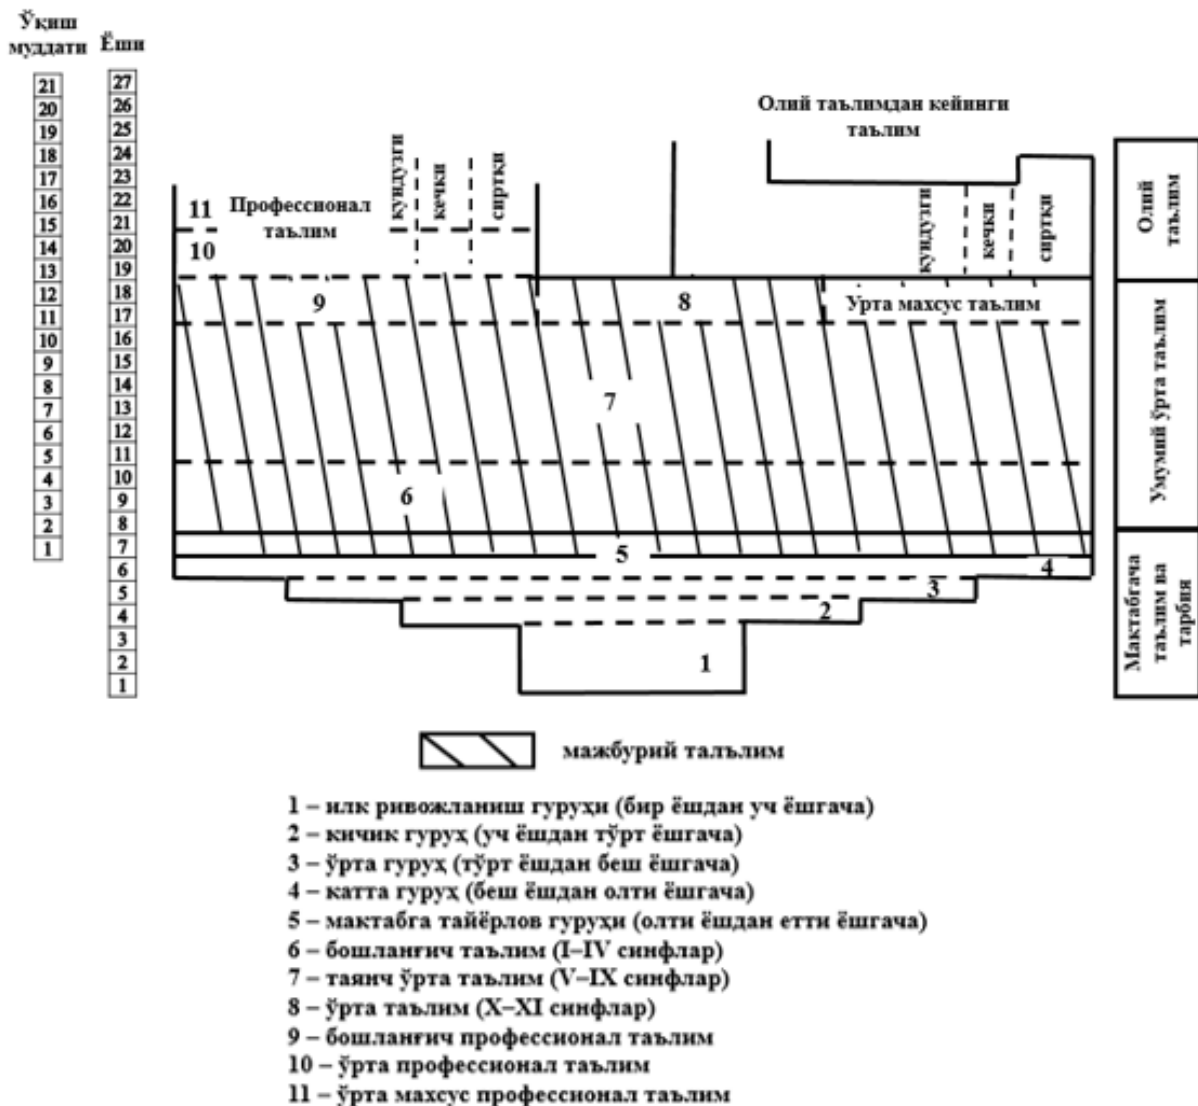 Ўқиш
муддати
Ёши
21
20
19
18
17
16
15
14
13
12
11
10
9
8
7
6
5
4
3
2
1
27
26
25
24
23
22
21
20
19
18
17
16
15
14
13
12
11
10
9
8
7
6
5
4
3
2
1
Олий таълимдан кейинги
таълим
11
Профессионал
таълим
10
кундузги
кечки
сиртқи
кундузги
кечки
сиртқи
9
8
Урта махсус таълим
7
6
5
4
3
2
1
Олий
таълим
Умумий ўрта таълим
Мактабгача
таълим ва
тарбия
мажбурий талълим
1 – илк ривожланиш гуруҳи (бир ёшдан уч ёшгача)
2 – кичик гуруҳ (уч ёшдан тўрт ёшгача)
3 – ўрта гуруҳ (тўрт ёшдан беш ёшгача)
4 – катта гуруҳ (беш ёшдан олти ёшгача)
5 – мактабга тайёрлов гуруҳи (олти ёшдан етти ёшгача)
6 – бошланғич таълим (I–IV синфлар)
7 – таянч ўрта таълим (V–IX синфлар)
8 – ўрта таълим (X–XI синфлар)
9 – бошланғич профессионал таълим
10 – ўрта профессионал таълим
11 – ўрта махсус профессионал таълим